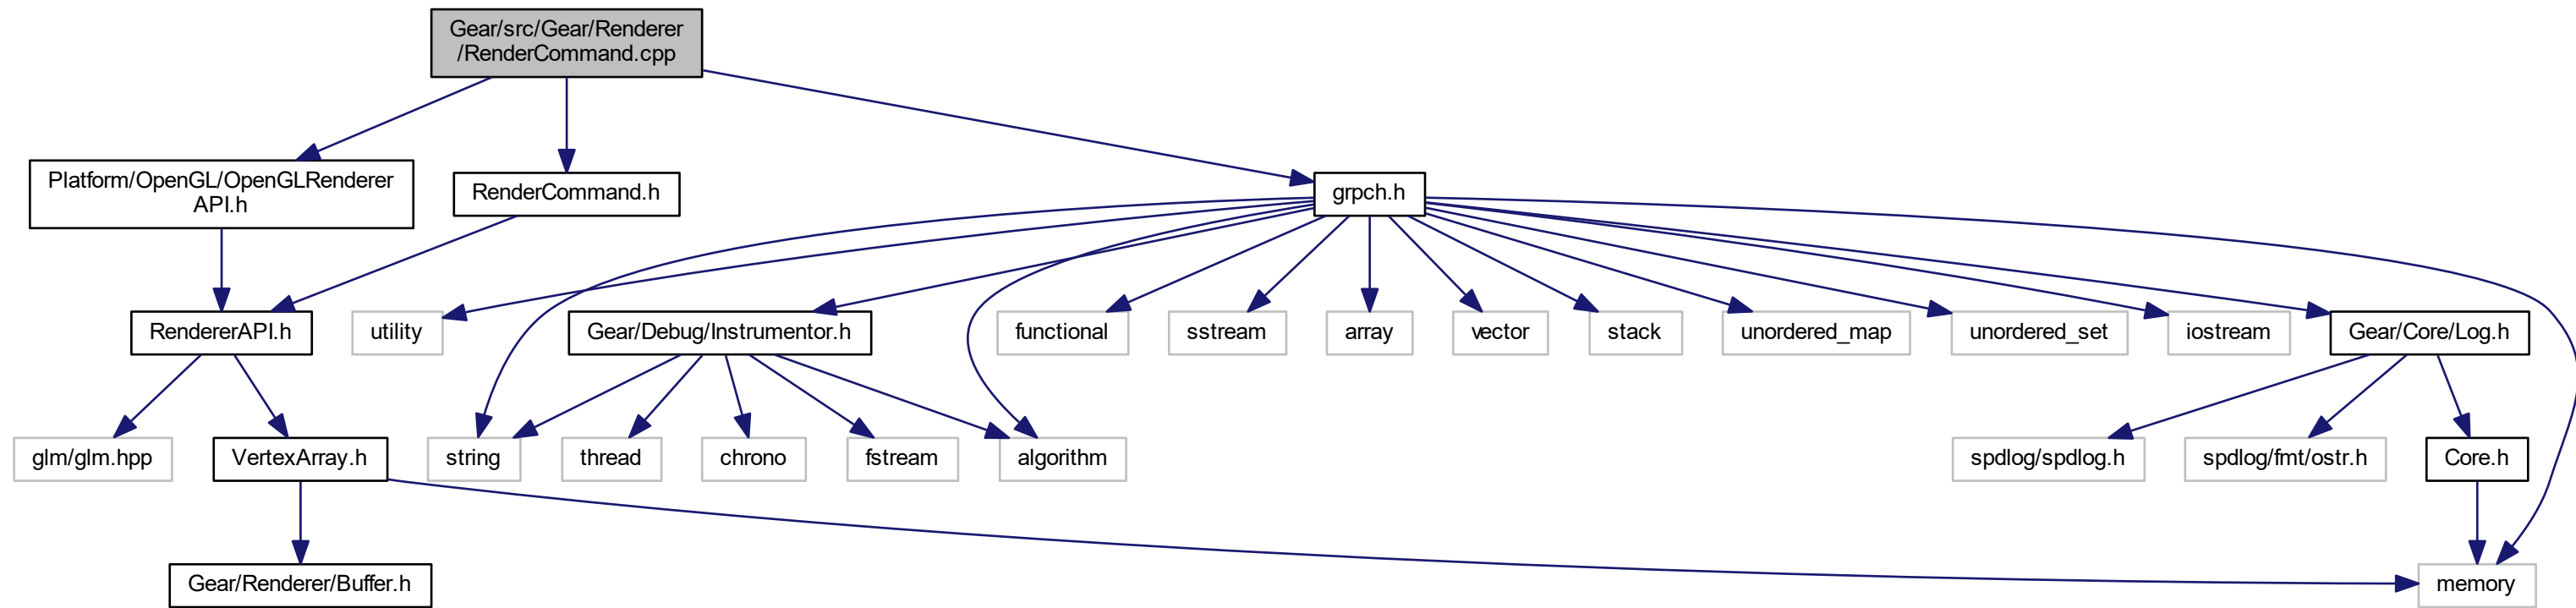 Gear/src/Gear/Renderer
/RenderCommand.cpp
Platform/OpenGL/OpenGLRenderer
API.h
RenderCommand.h
grpch.h
RendererAPI.h
utility
Gear/Debug/Instrumentor.h
functional
sstream
array
vector
stack
unordered_map
unordered_set
iostream
Gear/Core/Log.h
glm/glm.hpp
VertexArray.h
string
thread
chrono
fstream
algorithm
spdlog/spdlog.h
spdlog/fmt/ostr.h
Core.h
Gear/Renderer/Buffer.h
memory